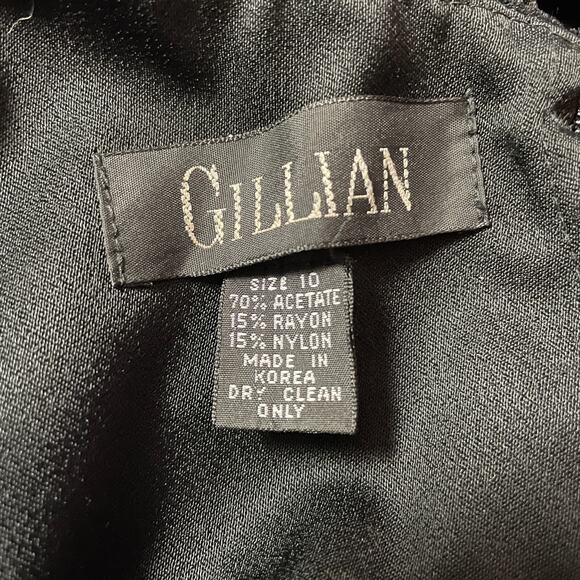 GILLIAN
SIZE 10
70% ACETATE
15% RAYON
15% NYLON
MADE IN
KOREA
DRY CLEAN
ONLY